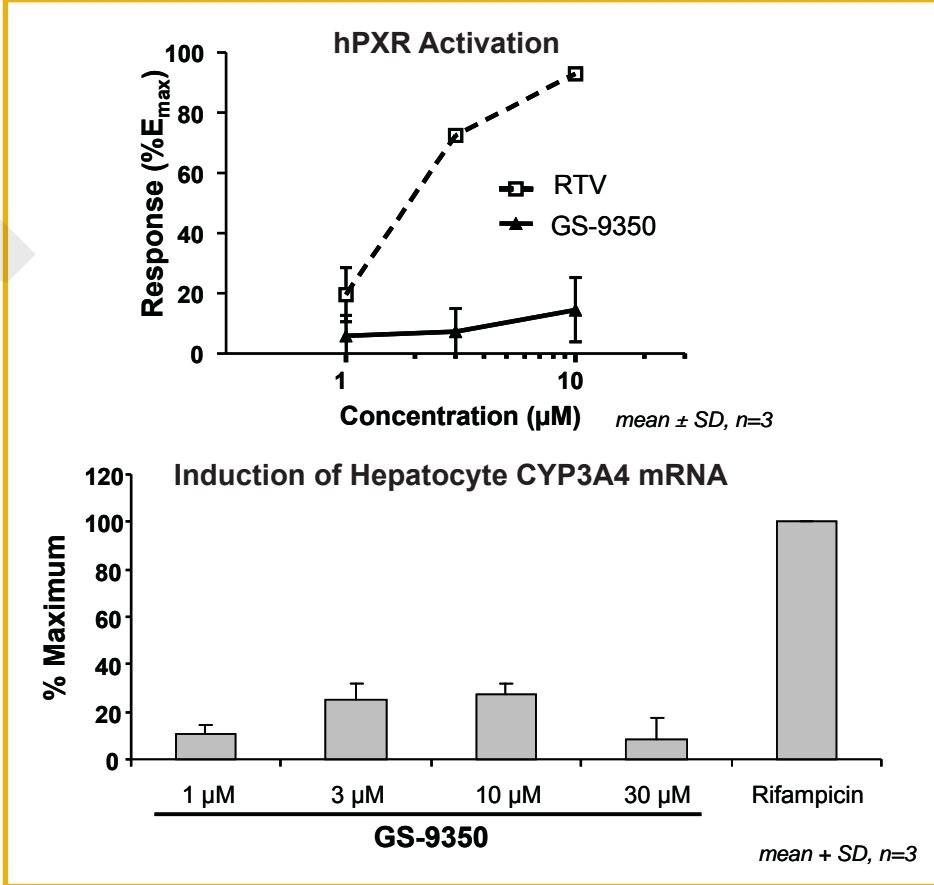 hPXR Activation
100
80
60
40
20
0
Response (%Emax)
RTV
GS-9350
1
10
Concentration (µM)
mean ± SD, n=3
Induction of Hepatocyte CYP3A4 mRNA
120
100
80
60
40
20
0
% Maximum
1 µM 3 µM 10 µM 30 µM Rifampicin
GS-9350
mean + SD, n=3